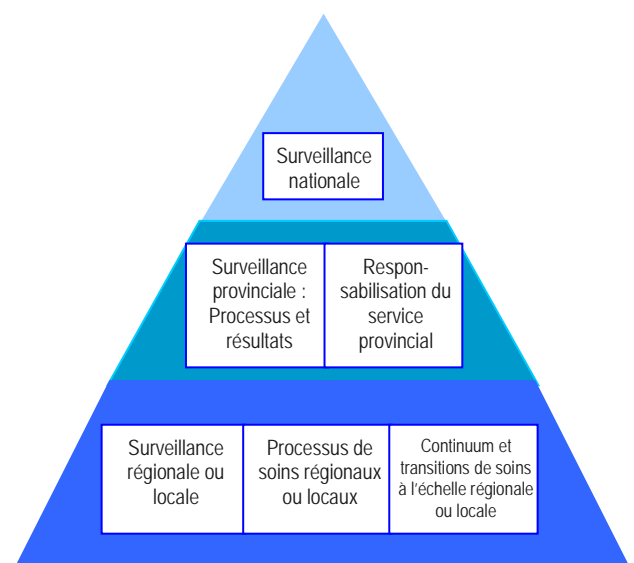 Surveillance
nationale
Surveillance
provinciale :
Processus et
résultats
Respon-
sabilisation du
service
provincial
Surveillance
régionale ou
locale
Processus de
soins régionaux
ou locaux
Continuum et
transitions de soins
à l'échelle régionale
ou locale